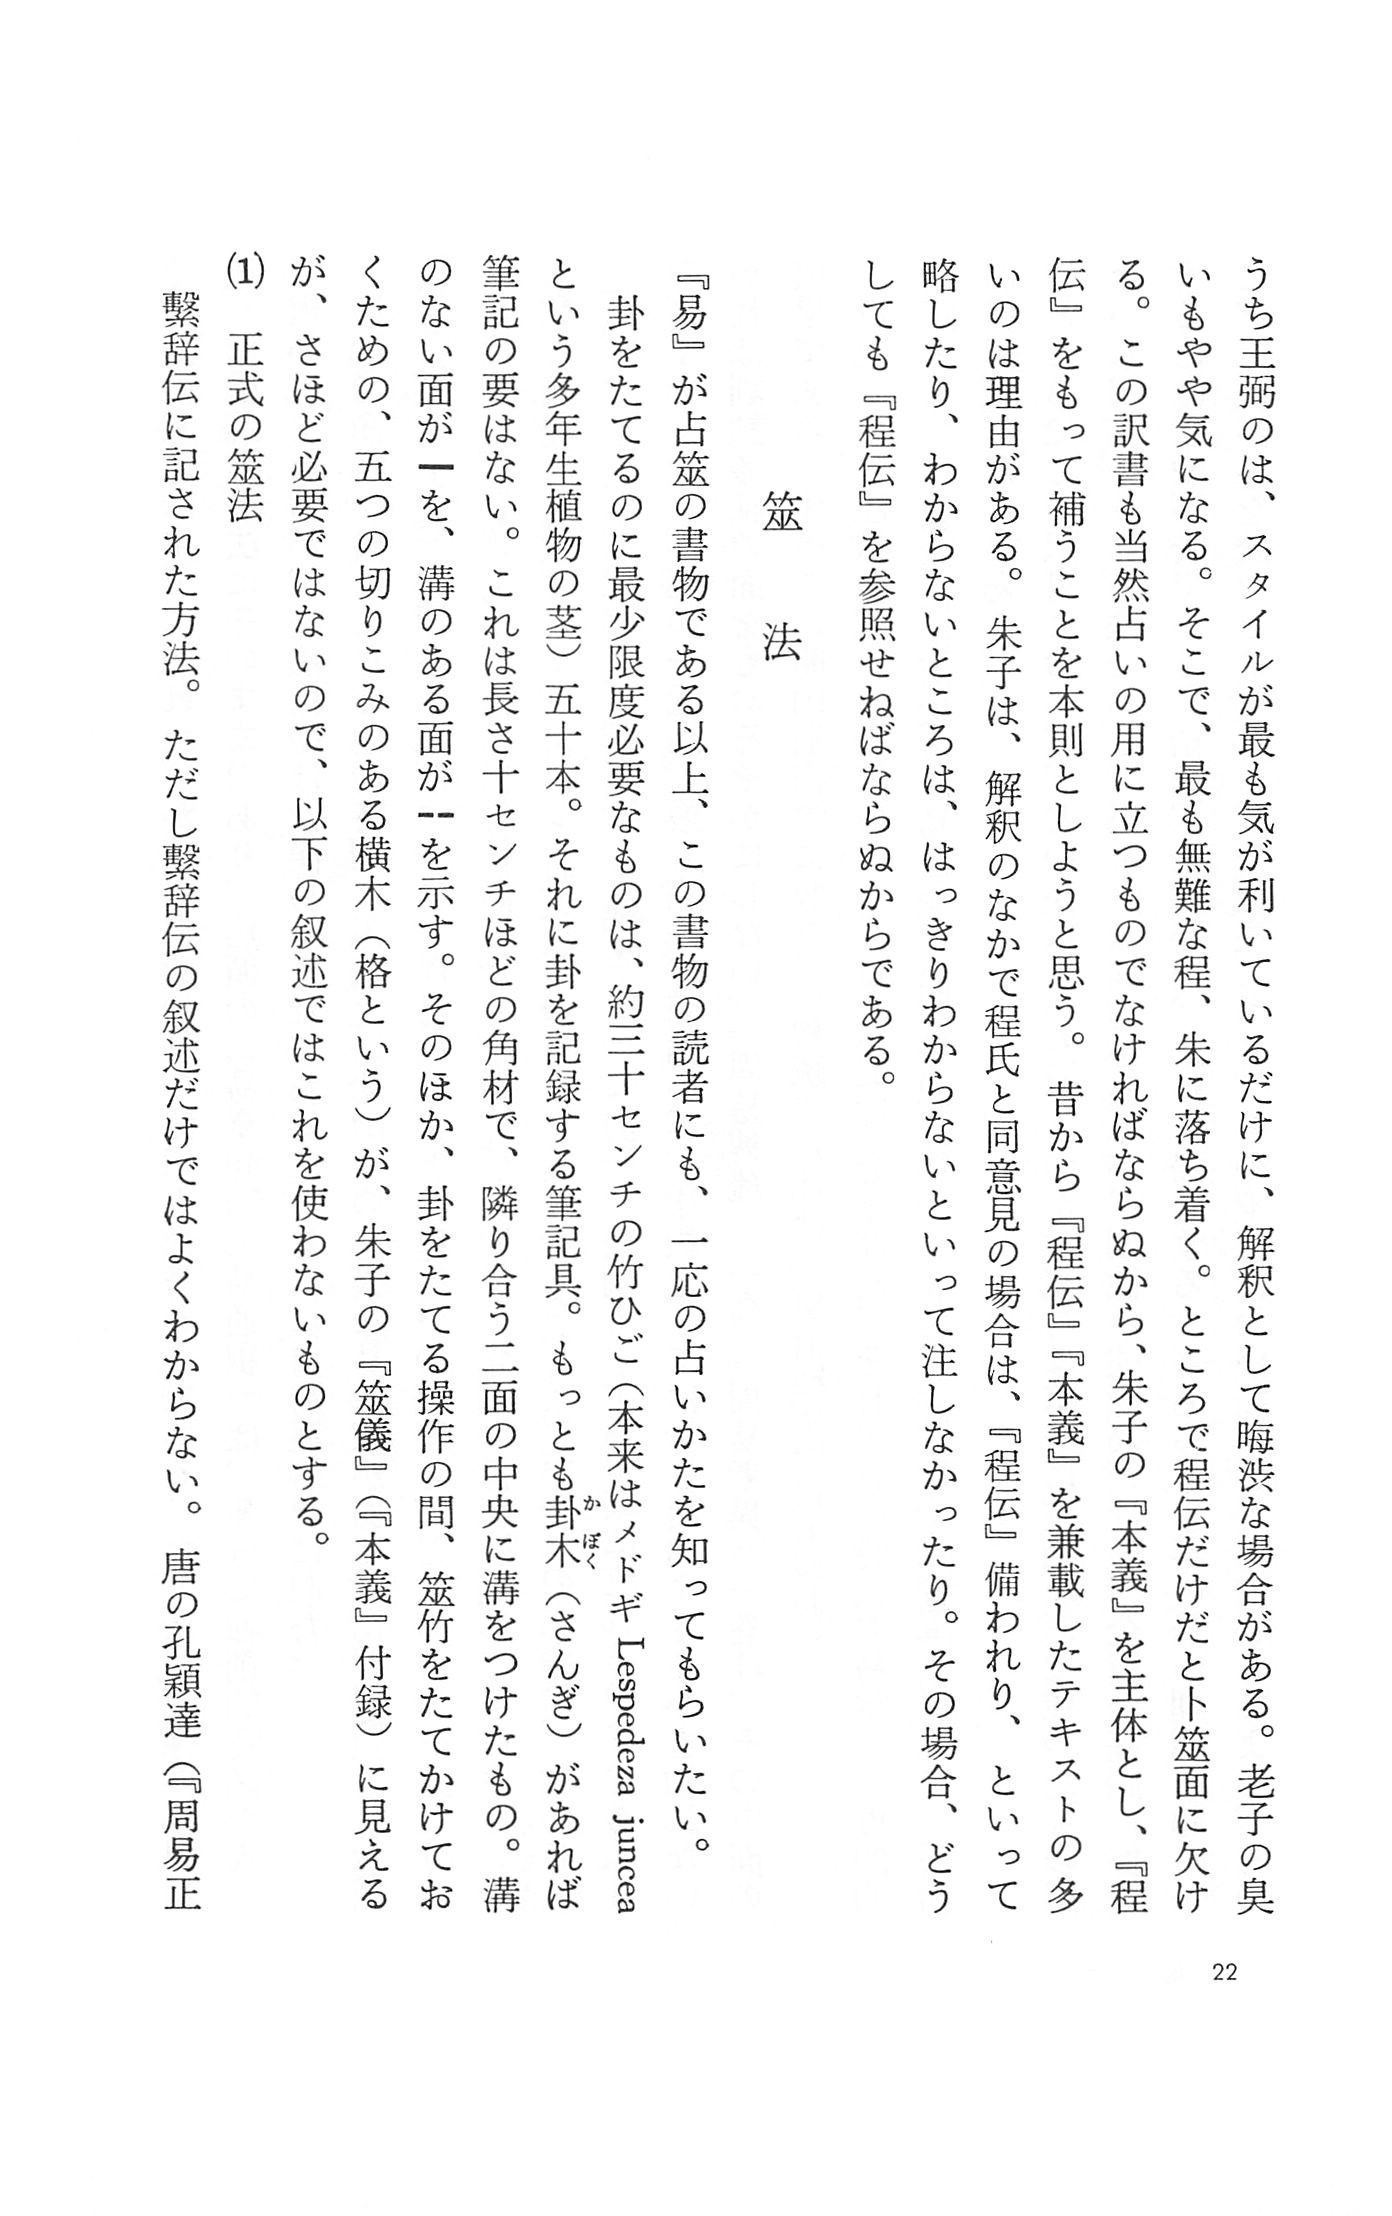 うち王弼のは、スタイルが最も気が利いているだけに、解釈として晦渋な場合がある。老子の臭
いもやや気になる。そこで、最も無難な程、朱に落ち着く。ところで程伝だけだと卜筮面に欠け
る。この訳書も当然占いの用に立つものでなければならぬから、朱子の『本義』を主体とし、『程
伝』をもって補うことを本則としようと思う。昔から『程伝』『本義』を兼載したテキストの多
いのは理由がある。朱子は、解釈のなかで程氏と同意見の場合は、『程伝』備われり、といって
略したり、わからないところは、はっきりわからないといって注しなかったり。その場合、どう
しても『程伝』を参照せねばならぬからである。
筮法
『易』が占筮の書物である以上、この書物の読者にも、一応の占いかたを知ってもらいたい。
卦をたてるのに最少限度必要なものは、約三十センチの竹ひご（本来はメドギ Lespedeza juncea
という多年生植物の茎）五十本。それに卦を記録する筆記具。もっとも卦木（さんぎ）があれば
かぼく
筆記の要はない。これは長さ十センチほどの角材で、隣り合う二面の中央に溝をつけたもの。溝
のない面が⚊を、溝のある面が⚋を示す。そのほか、卦をたてる操作の間、筮竹をたてかけてお
くための、五つの切りこみのある横木（格という）が、朱子の『筮儀』（『本義』付録）に見える
が、さほど必要ではないので、以下の叙述ではこれを使わないものとする。
(1) 正式の筮法
繫辞伝に記された方法。ただし繫辞伝の叙述だけではよくわからない。唐の孔穎達（『周易正
22